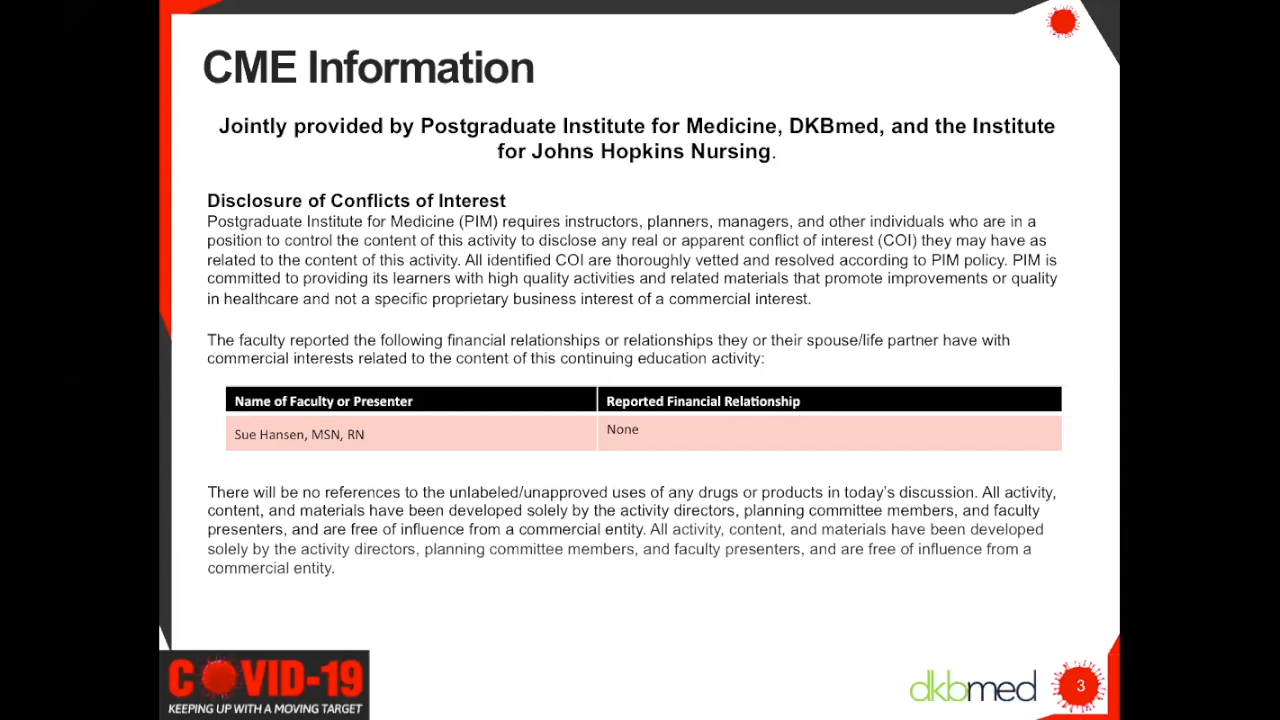 CME Information
Jointly provided by Postgraduate Institute for Medicine, DKBmed, and the Institute
for Johns Hopkins Nursing.
Disclosure of Conflicts of Interest
Postgraduate Institute for Medicine (PIM) requires instructors, planners, managers, and other individuals who are in a
position to control the content of this activity to disclose any real or apparent conflict of interest (COI) they may have as
related to the content of this activity. All identified COI are thoroughly vetted and resolved according to PIM policy. PIM is
committed to providing its learners with high quality activities and related materials that promote improvements or quality
in healthcare and not a specific proprietary business interest of a commercial interest.
The faculty reported the following financial relationships or relationships they or their spouse/life partner have with
commercial interests related to the content of this continuing education activity:
Name of Faculty or Presenter Reported Financial Relationship
Sue Hansen, MSN, RN None
There will be no references to the unlabeled/unapproved uses of any drugs or products in today's discussion. All activity,
content, and materials have been developed solely by the activity directors, planning committee members, and faculty
presenters, and are free of influence from a commercial entity. All activity, content, and materials have been developed
solely by the activity directors, planning committee members, and faculty presenters, and are free of influence from a
commercial entity.
COVID-19
KEEPING UP WITH A MOVING TARGET
dkbmed
3